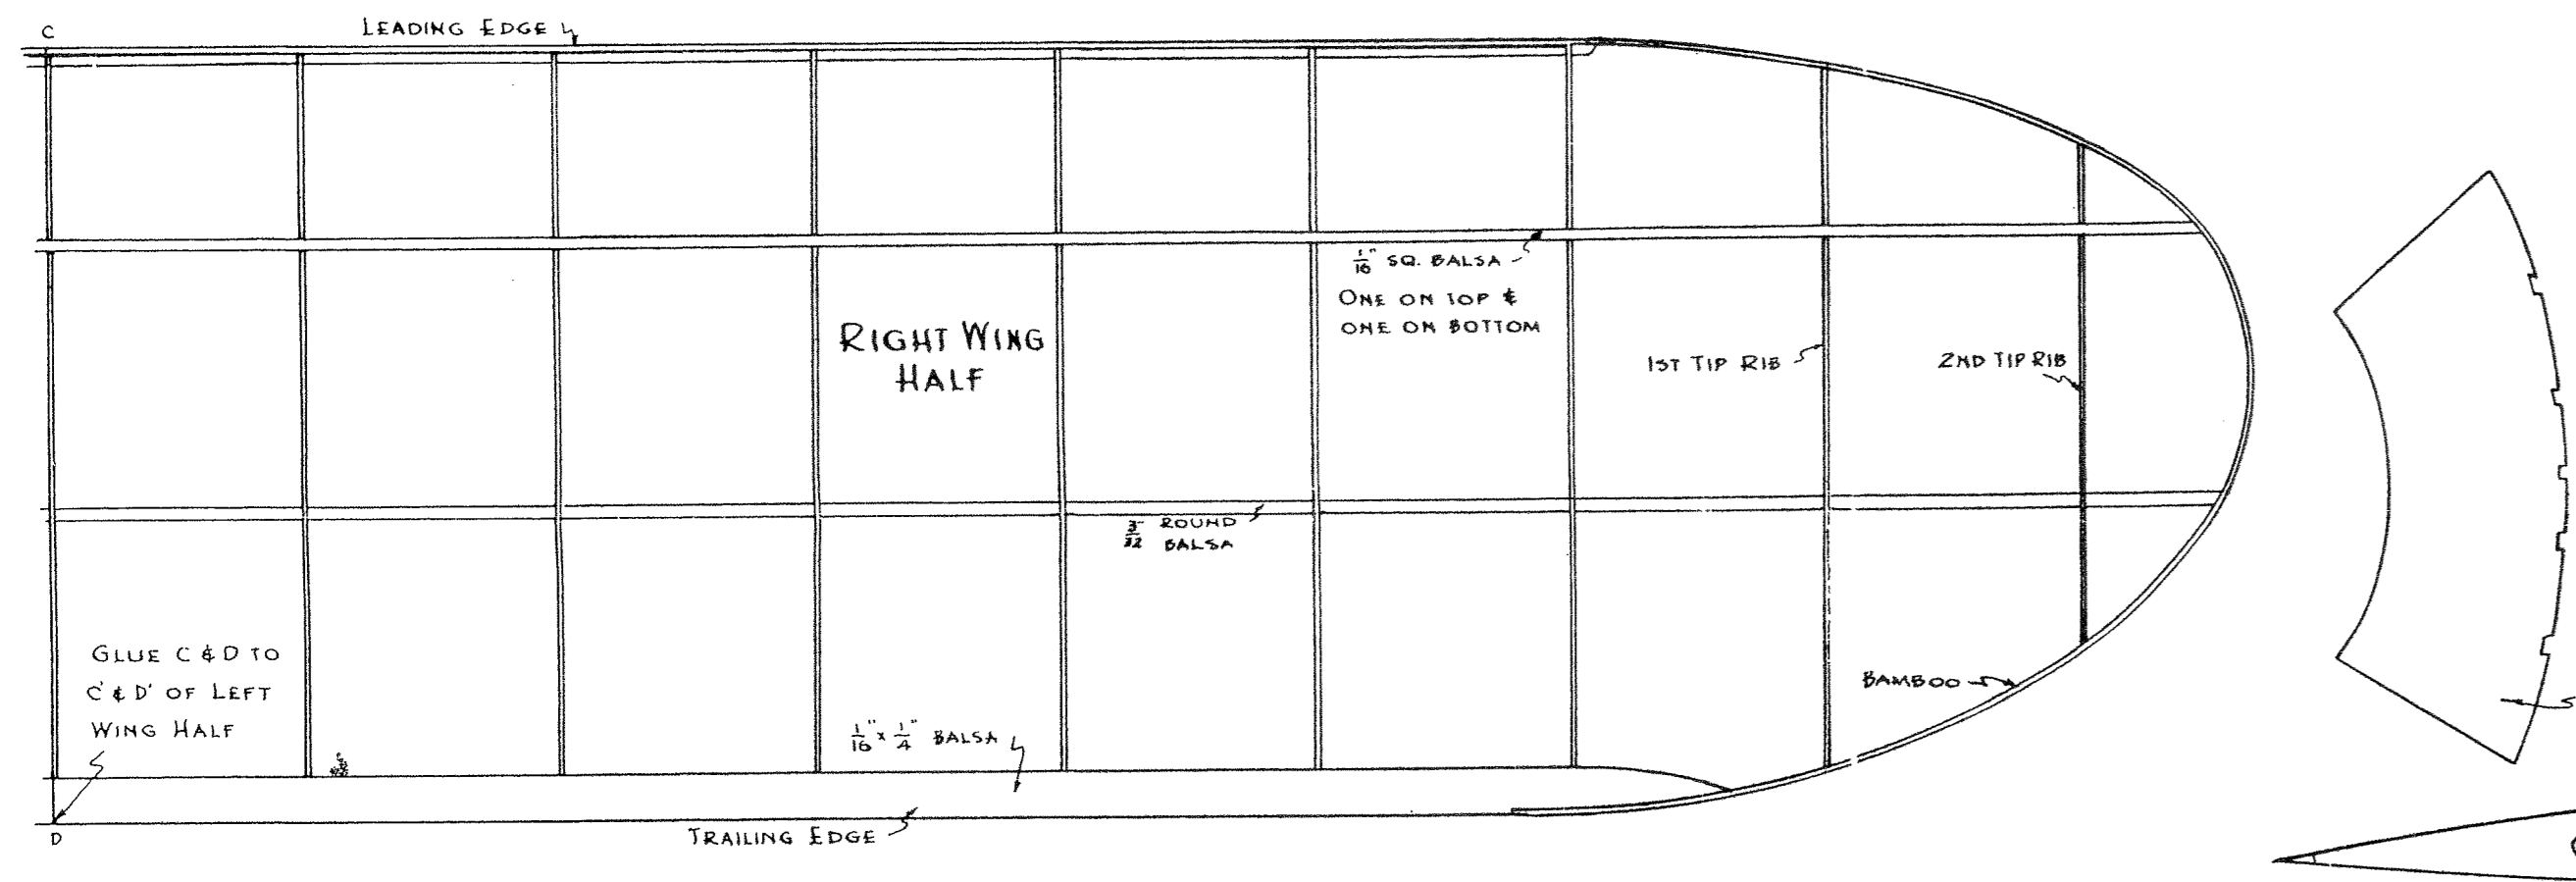 C
LEADING EDGE
1/16" SQ. BALSA
ONE ON TOP &
ONE ON BOTTOM
RIGHT WING
HALF
1ST TIP RIB
2ND TIP RIB
3/32" ROUND
BALSA
GLUE C & D TO
C' & D' OF LEFT
WING HALF
BAMBOO
1/16" x 1/4" BALSA
TRAILING EDGE
D